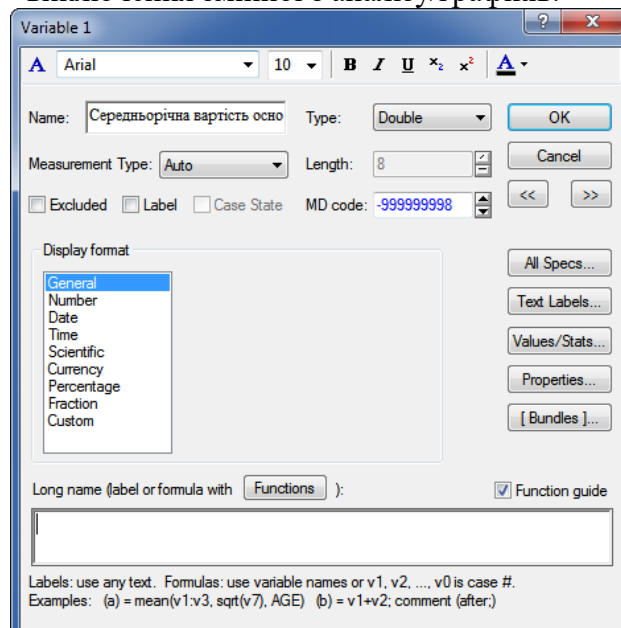 Variable 1
A Arial 10 B I U x₂ x² A
Name: Середньорічна вартість осно Type: Double OK
Measurement Type: Auto Length: 8 Cancel
Excluded Label Case State MD code: -999999998 << >>
Display format
General
Number
Date
Time
Scientific
Currency
Percentage
Fraction
Custom
All Specs...
Text Labels...
Values/Stats...
Properties...
[ Bundles ]...
Long name (label or formula with Functions ): Function guide
Labels: use any text. Formulas: use variable names or v1, v2, ..., v0 is case #.
Examples: (a) = mean(v1:v3, sqrt(v7), AGE) (b) = v1+v2; comment (after;)